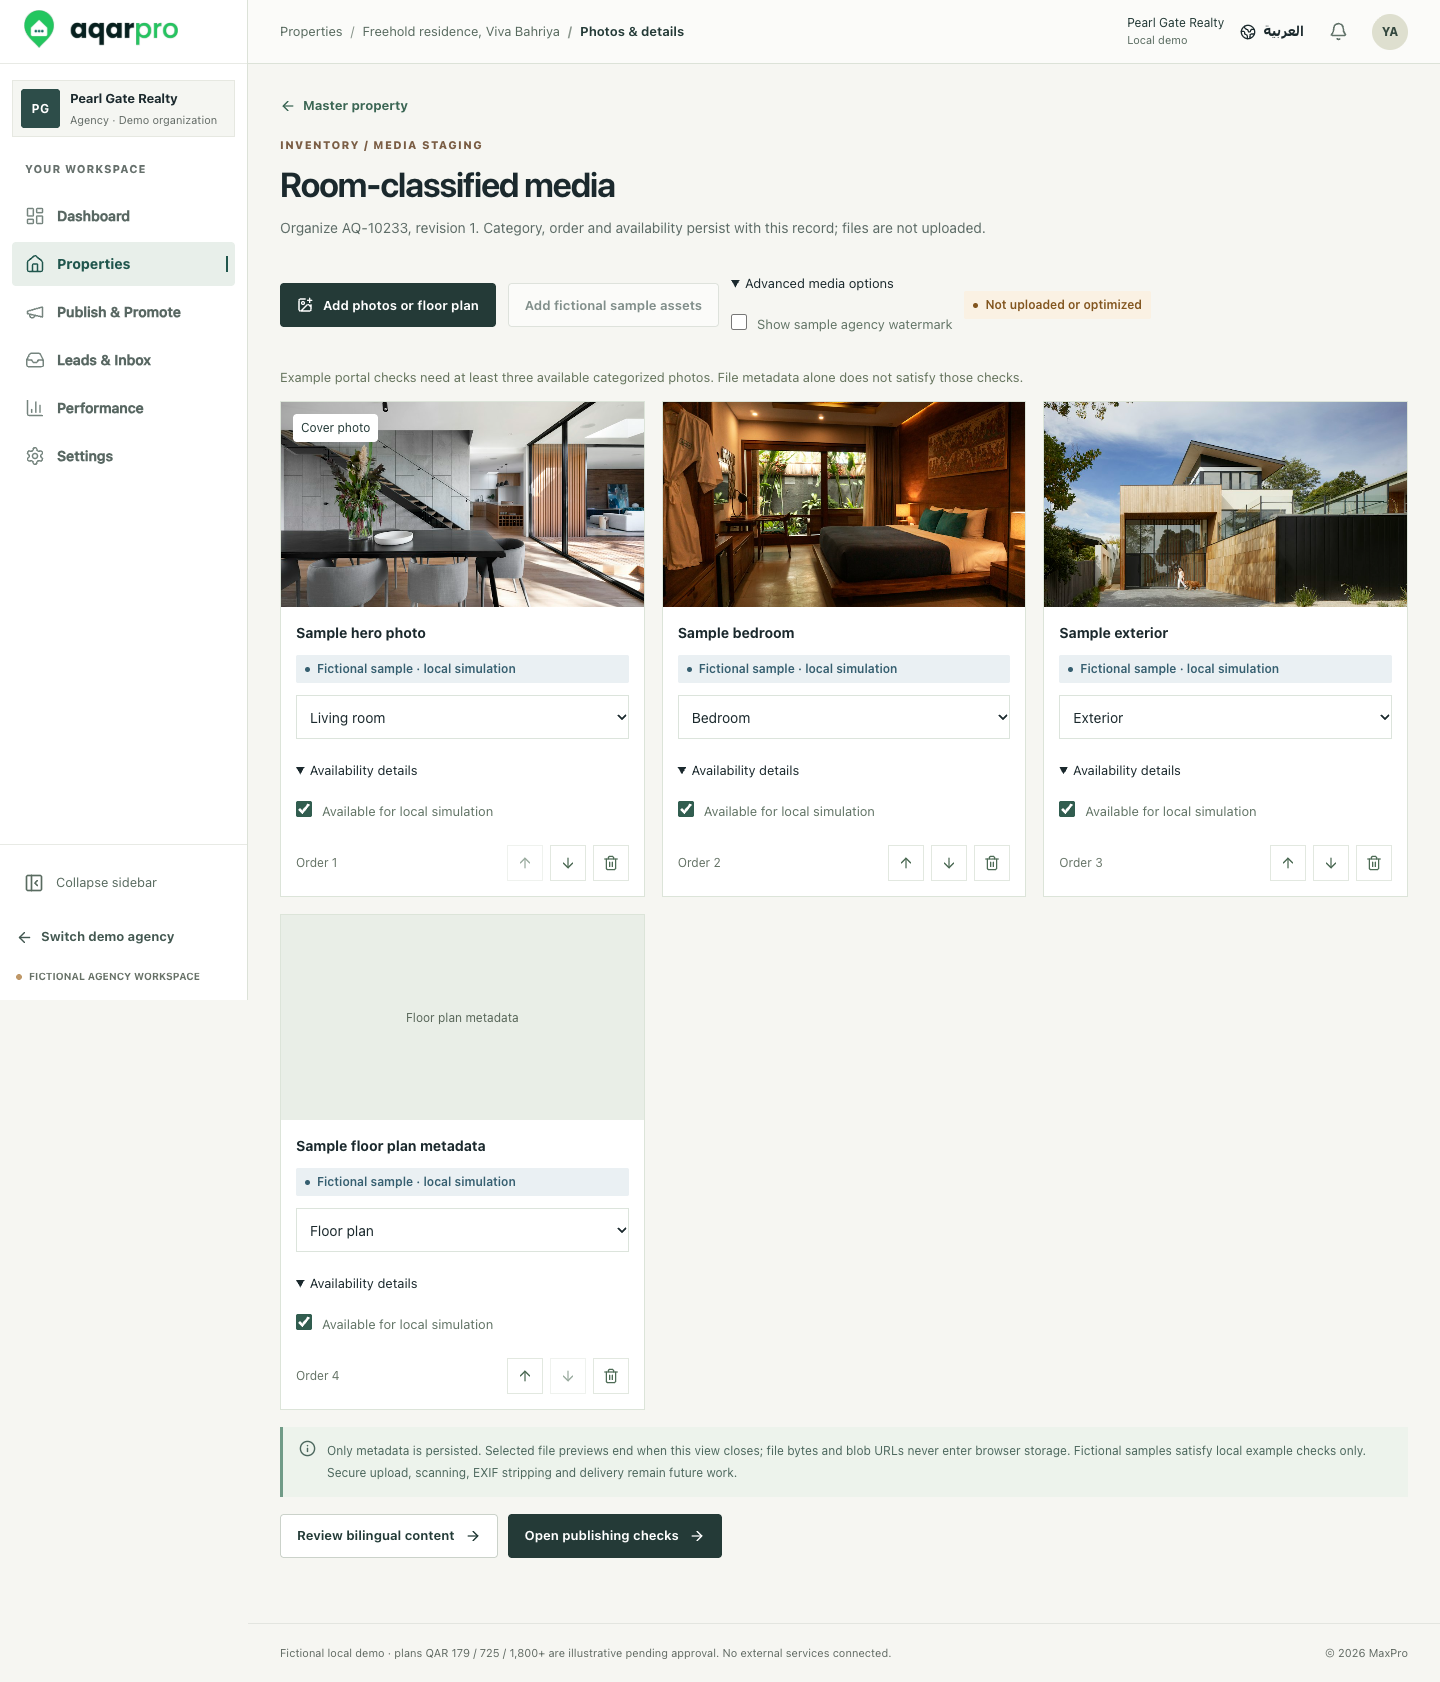 aqarpro
Properties / Freehold residence, Viva Bahriya / Photos & details
Pearl Gate Realty
Local demo
العربية
YA
PG
Pearl Gate Realty
Agency · Demo organization
YOUR WORKSPACE
Dashboard
Properties
Publish & Promote
Leads & Inbox
Performance
Settings
Collapse sidebar
Switch demo agency
FICTIONAL AGENCY WORKSPACE
Master property
INVENTORY / MEDIA STAGING
Room-classified media
Organize AQ-10233, revision 1. Category, order and availability persist with this record; files are not uploaded.
Add photos or floor plan
Add fictional sample assets
Advanced media options
Show sample agency watermark
Not uploaded or optimized
Example portal checks need at least three available categorized photos. File metadata alone does not satisfy those checks.
Cover photo
Sample hero photo
Fictional sample · local simulation
Living room
Availability details
Available for local simulation
Order 1
Sample bedroom
Fictional sample · local simulation
Bedroom
Availability details
Available for local simulation
Order 2
Sample exterior
Fictional sample · local simulation
Exterior
Availability details
Available for local simulation
Order 3
Floor plan metadata
Sample floor plan metadata
Fictional sample · local simulation
Floor plan
Availability details
Available for local simulation
Order 4
Only metadata is persisted. Selected file previews end when this view closes; file bytes and blob URLs never enter browser storage. Fictional samples satisfy local example checks only.
Secure upload, scanning, EXIF stripping and delivery remain future work.
Review bilingual content
Open publishing checks
Fictional local demo · plans QAR 179 / 725 / 1,800+ are illustrative pending approval. No external services connected.
© 2026 MaxPro